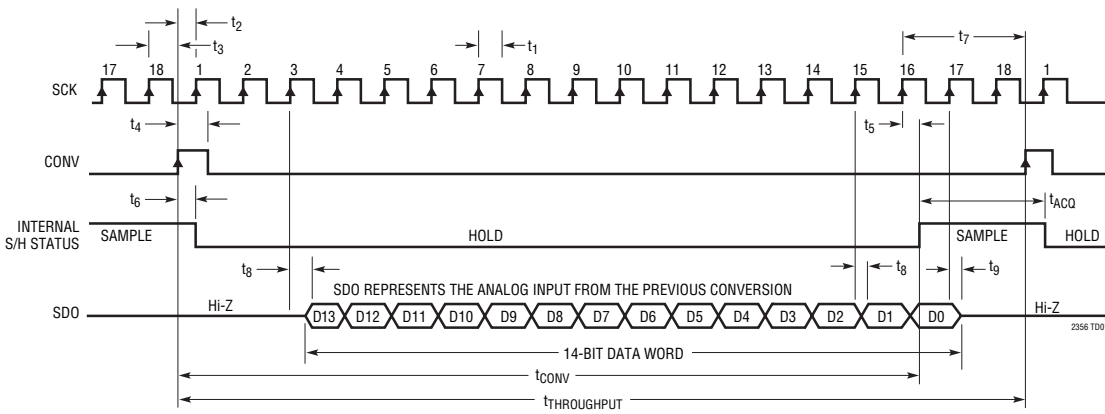 t2
t3
t1
t7
17 18 1 2 3 4 5 6 7 8 9 10 11 12 13 14 15 16 17 18 1
SCK
t4
t5
CONV
t6
tACQ
INTERNAL
S/H STATUS
SAMPLE
HOLD
SAMPLE
HOLD
t8
t8
t9
SDO REPRESENTS THE ANALOG INPUT FROM THE PREVIOUS CONVERSION
SDO
Hi-Z
D13 D12 D11 D10 D9 D8 D7 D6 D5 D4 D3 D2 D1 D0
Hi-Z
2356 TD01
14-BIT DATA WORD
tCONV
tTHROUGHPUT